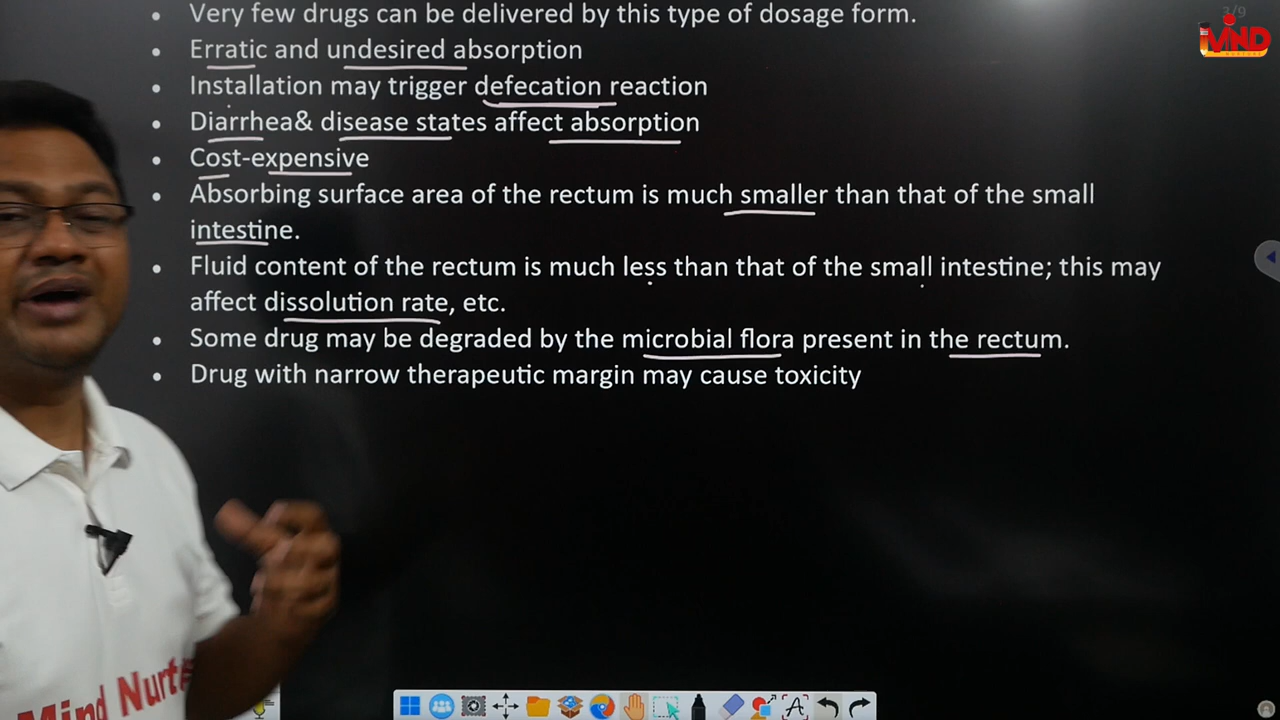 Very few drugs can be delivered by this type of dosage form.
3/9
Erratic and undesired absorption
Installation may trigger defecation reaction
Diarrhea& disease states affect absorption
Cost-expensive
Absorbing surface area of the rectum is much smaller than that of the small
intestine.
Fluid content of the rectum is much less than that of the small intestine; this may
affect dissolution rate, etc.
Some drug may be degraded by the microbial flora present in the rectum.
Drug with narrow therapeutic margin may cause toxicity
MIND
Mind Nurte